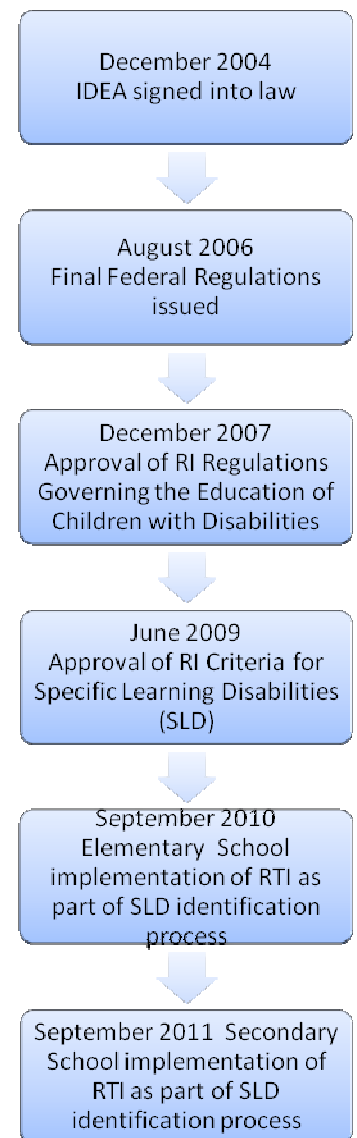 December 2004
IDEA signed into law
August 2006
Final Federal Regulations
issued
December 2007
Approval of RI Regulations
Governing the Education of
Children with Disabilities
June 2009
Approval of RI Criteria for
Specific Learning Disabilities
(SLD)
September 2010
Elementary School
implementation of RTI as
part of SLD identification
process
September 2011 Secondary
School implementation of
RTI as part of SLD
identification process